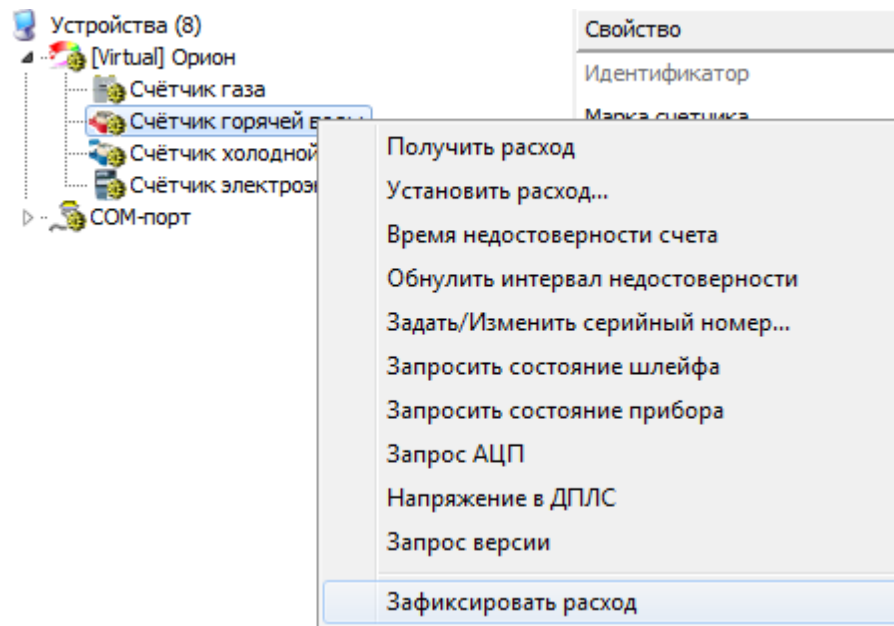 Устройства (8)
[Virtual] Орион
Счётчик газа
Счётчик горячей
Счётчик холодной
Счётчик
COM-порт
Свойство
Идентификатор
Марка счетчика
Получить расход
Установить расход...
Время недостоверности счета
Обнулить интервал недостоверности
Задать/Изменить серийный номер...
Запросить состояние шлейфа
Запросить состояние прибора
Запрос АЦП
Напряжение в ДПЛС
Запрос версии
Зафиксировать расход